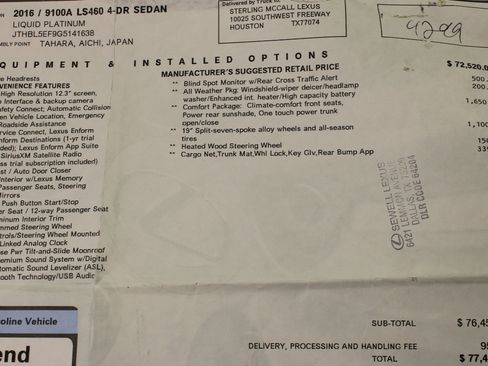 2016 / 9100A LS460 4-DR SEDAN
LIQUID PLATINUM
JTHBL5EF9G5141638
MBLY POINT TAHARA, AICHI, JAPAN
Delivered by Truck to
STERLING MCCALL LEXUS
10025 SOUTHWEST FREEWAY
HOUSTON TX77074
4299
QUIPMENT & INSTALLED OPTIONS
MANUFACTURER'S SUGGESTED RETAIL PRICE $ 72,520.0
** Blind Spot Monitor w/Rear Cross Traffic Alert 500.
** All Weather Pkg: Windshield-wiper deicer/headlamp 200.
washer/Enhanced int. heater/High capacity battery
** Comfort Package: Climate-comfort front seats, 1,650
Power rear sunshade, One touch power trunk
open/close
** 19" Split-seven-spoke alloy wheels and all-season 1,100
tires
** Heated Wood Steering Wheel 150
** Cargo Net,Trunk Mat,Whl Lock,Key Glv,Rear Bump App 339
e Headrests
VENIENCE FEATURES
High Resolution 12.3" screen,
e Interface & backup camera
afety Connect; Automatic Collision
en Vehicle Location, Emergency
Roadside Assistance
ervice Connect, Lexus Enform
nform Destinations (1-yr trial
ded); Lexus Enform App Suite
SiriusXM Satellite Radio
ss trial subscription included)
st / Auto Door Closer
nterior w/Lexus Memory
Passenger Seats, Steering
irrors
Push Button Start/Stop
er Seat / 12-way Passenger Seat
minum Interior Trim
mmed Steering Wheel
trols/Steering Wheel Mounted
Linked Analog Clock
se Pwr Tilt-and-Slide Moonroof
emium Sound System w/Digital
tomatic Sound Levelizer (ASL),
ooth Technology/USB Audio
SEWELL LEXUS
6421 LEMMON AVENUE
DALLAS, TX 75209
DLR CODE 64204
oline Vehicle
end
SUB-TOTAL $ 76,45
DELIVERY, PROCESSING AND HANDLING FEE 95
TOTAL $ 77,4